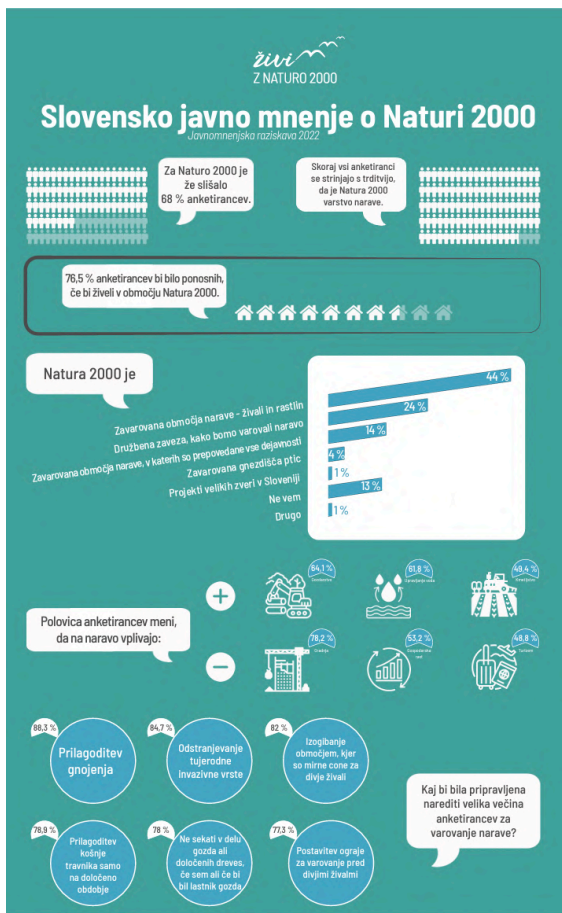 živi
Z NATURO 2000
Slovensko javno mnenje o Naturi 2000
Javnomnenjska raziskava 2022
Za Naturo 2000 je
že slišalo
68 % anketirancev.
Skoraj vsi anketiranci
se strinjajo s trditvijo,
da je Natura 2000
varstvo narave.
76,5 % anketirancev bi bilo ponosnih,
če bi živeli v območju Natura 2000.
Natura 2000 je
Zavarovana območja narave - živali in rastlin
44 %
Družbena zaveza, kako bomo varovali naravo
24 %
Zavarovana območja narave, v katerih so prepovedane vse dejavnosti
14 %
Zavarovana gnezdišča ptic
4 %
Projekti velikih zveri v Sloveniji
1 %
Ne vem
13 %
Drugo
1 %
Polovica anketirancev meni,
da na naravo vplivajo:
+
64,1 %
Gozdarstvo
61,8 %
49,4 %
Kmetijstvo
−
78,2 %
Gradnja
53,2 %
Gospodarska
rast
48,8 %
Turizem
88,3 %
Prilagoditev
gnojenja
84,7 %
Odstranjevanje
tujerodne
invazivne vrste
82 %
Izogibanje
območjem, kjer
so mirne cone za
divje živali
78,9 %
Prilagoditev
košnje
travnika samo
na določeno
obdobje
78 %
Ne sekati v delu
gozda ali
določenih dreves,
če sem ali če bi
bil lastnik gozda
77,3 %
Postavitev ograje
za varovanje pred
divjimi živalmi
Kaj bi bila pripravljena
narediti velika večina
anketirancev za
varovanje narave?